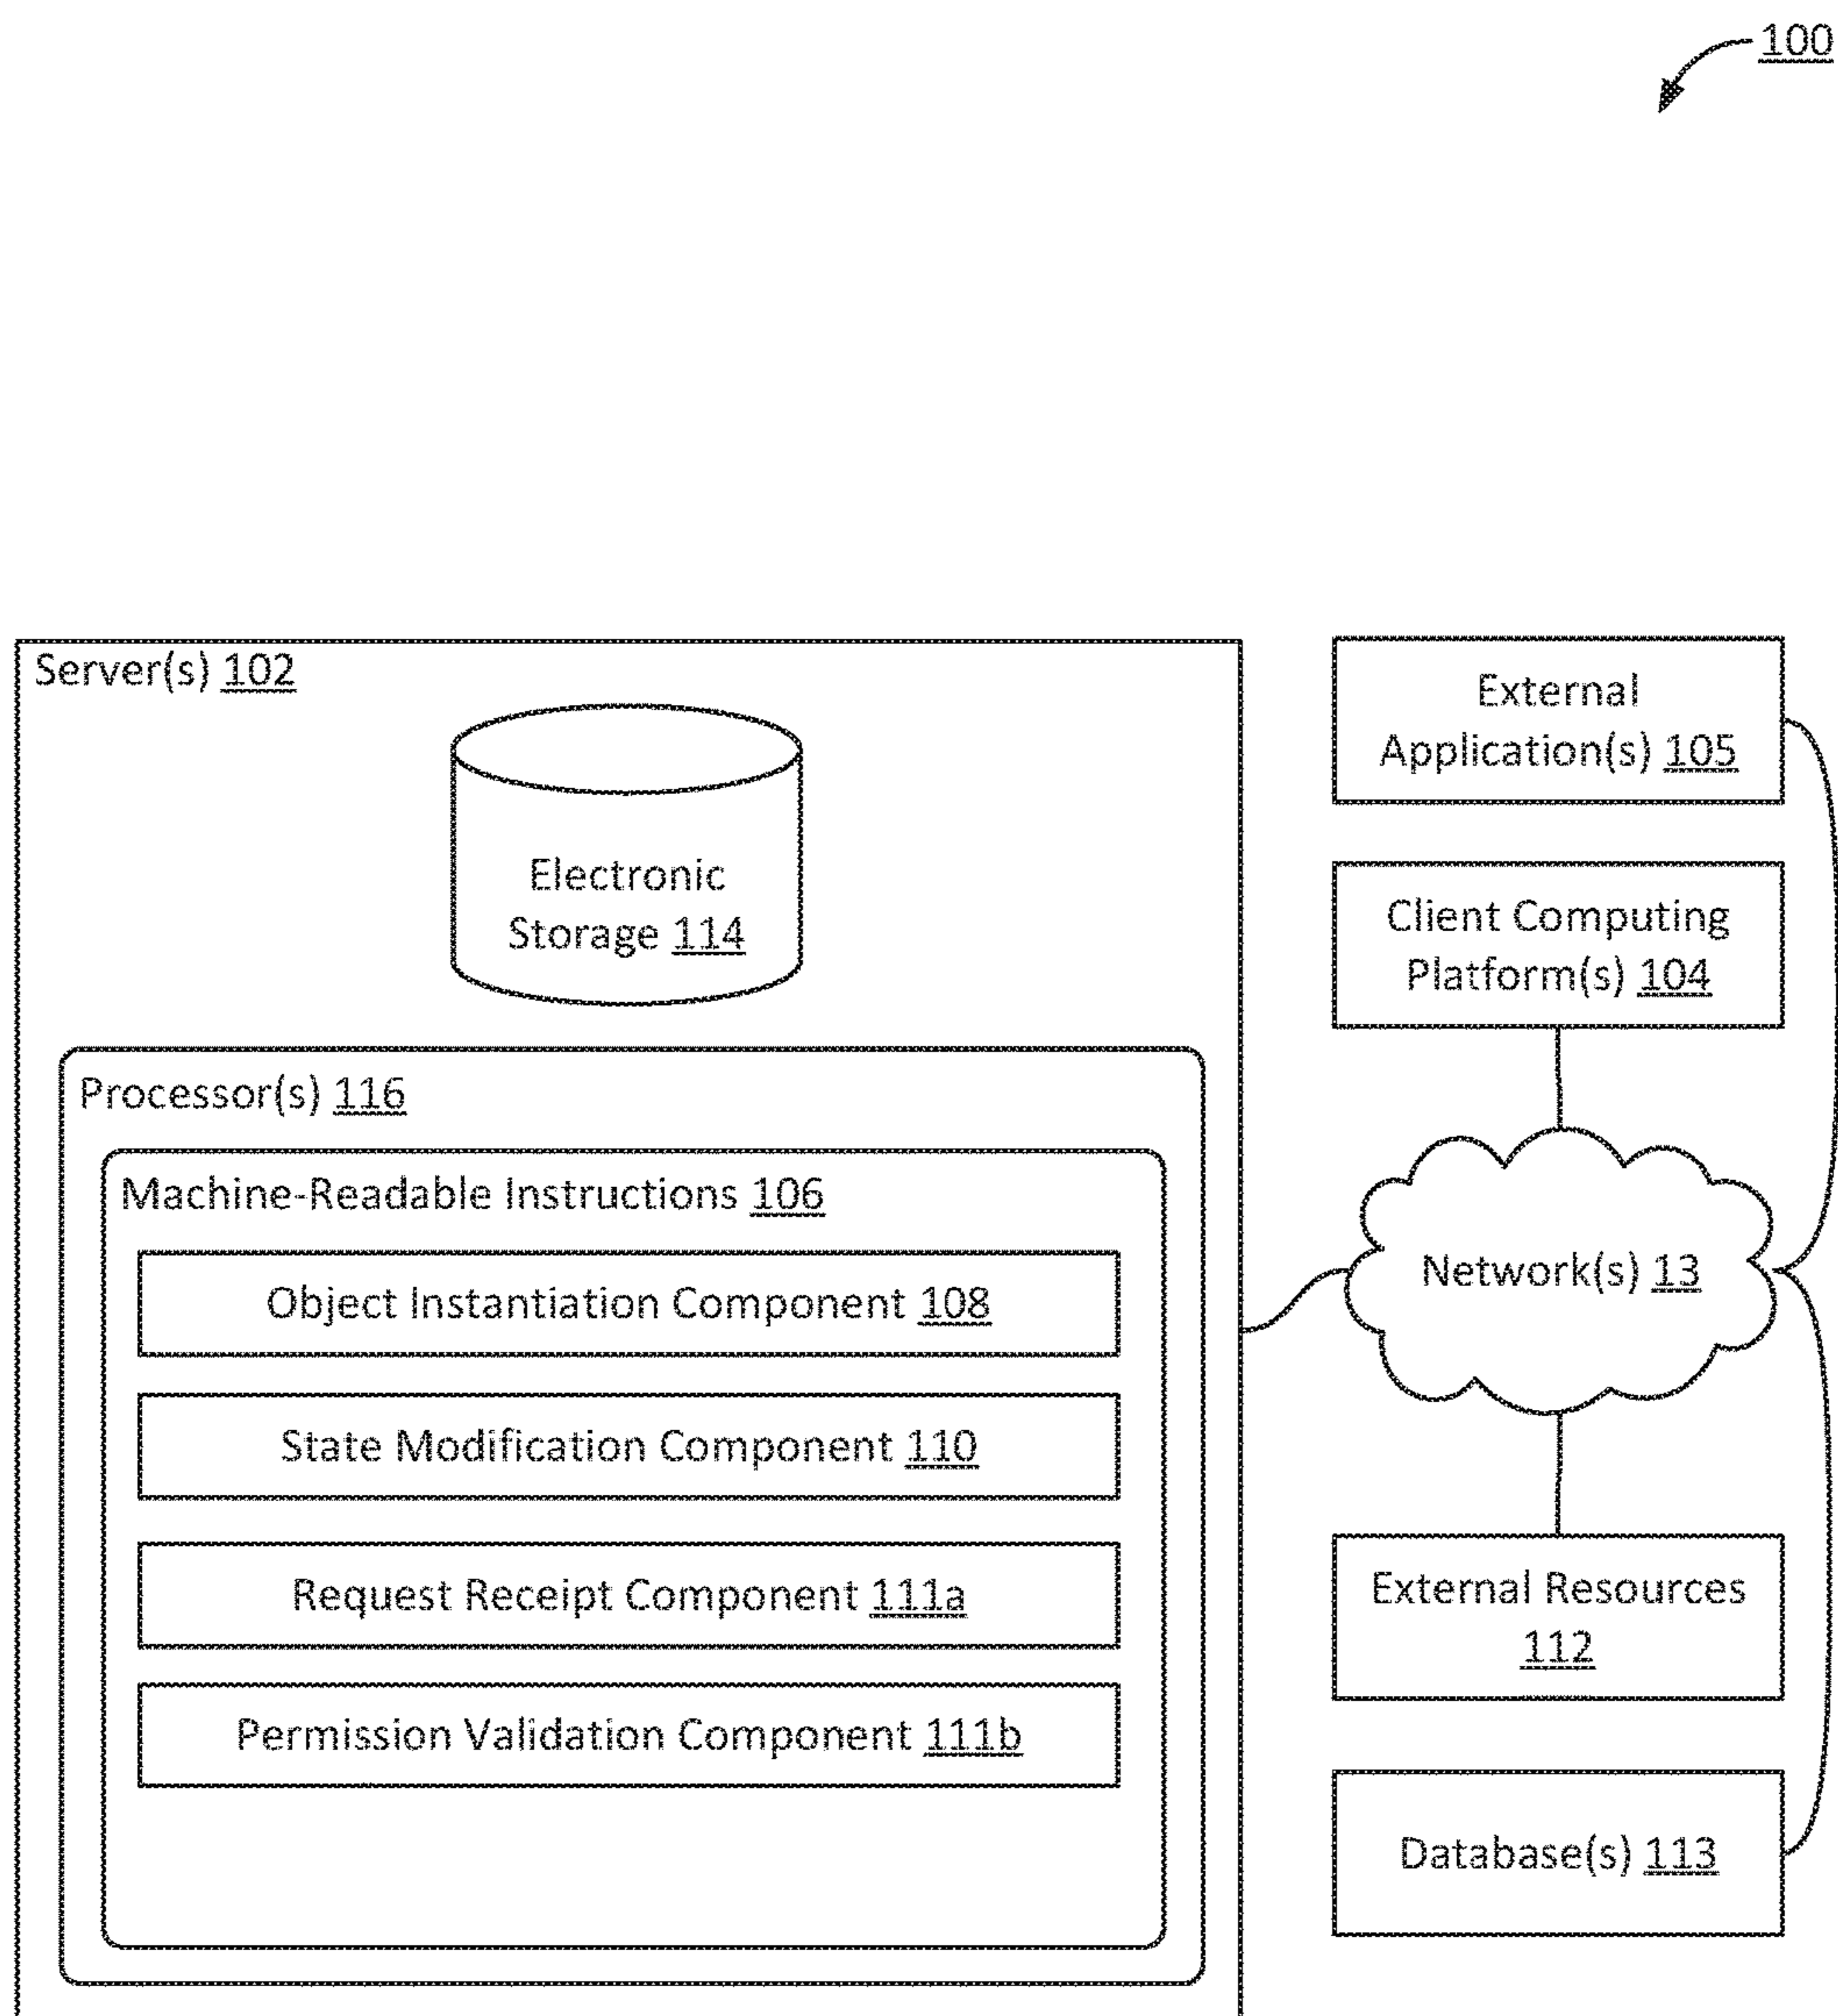 100
Server(s) 102
Electronic
Storage 114
Processor(s) 116
Machine-Readable Instructions 106
Object Instantiation Component 108
State Modification Component 110
Request Receipt Component 111a
Permission Validation Component 111b
External
Application(s) 105
Client Computing
Platform(s) 104
Network(s) 13
External Resources
112
Database(s) 113